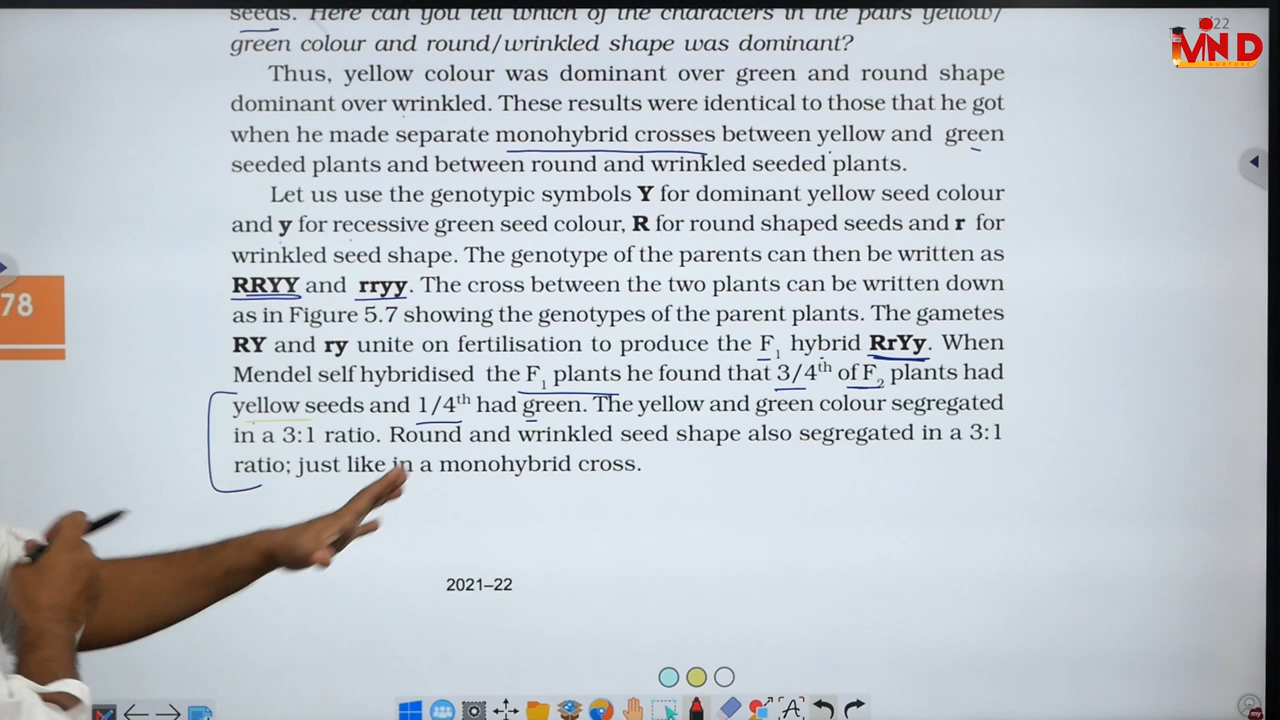 seeds. Here can you tell which of the characters in the pairs yellow/
green colour and round/wrinkled shape was dominant?
Thus, yellow colour was dominant over green and round shape
dominant over wrinkled. These results were identical to those that he got
when he made separate monohybrid crosses between yellow and green
seeded plants and between round and wrinkled seeded plants.
Let us use the genotypic symbols Y for dominant yellow seed colour
and y for recessive green seed colour, R for round shaped seeds and r for
wrinkled seed shape. The genotype of the parents can then be written as
RRYY and rryy. The cross between the two plants can be written down
as in Figure 5.7 showing the genotypes of the parent plants. The gametes
RY and ry unite on fertilisation to produce the F₁ hybrid RrYy. When
Mendel self hybridised the F₁ plants he found that 3/4ᵗʰ of F₂ plants had
yellow seeds and 1/4ᵗʰ had green. The yellow and green colour segregated
in a 3:1 ratio. Round and wrinkled seed shape also segregated in a 3:1
ratio; just like in a monohybrid cross.
78
2021–22
22
MIND
A
my